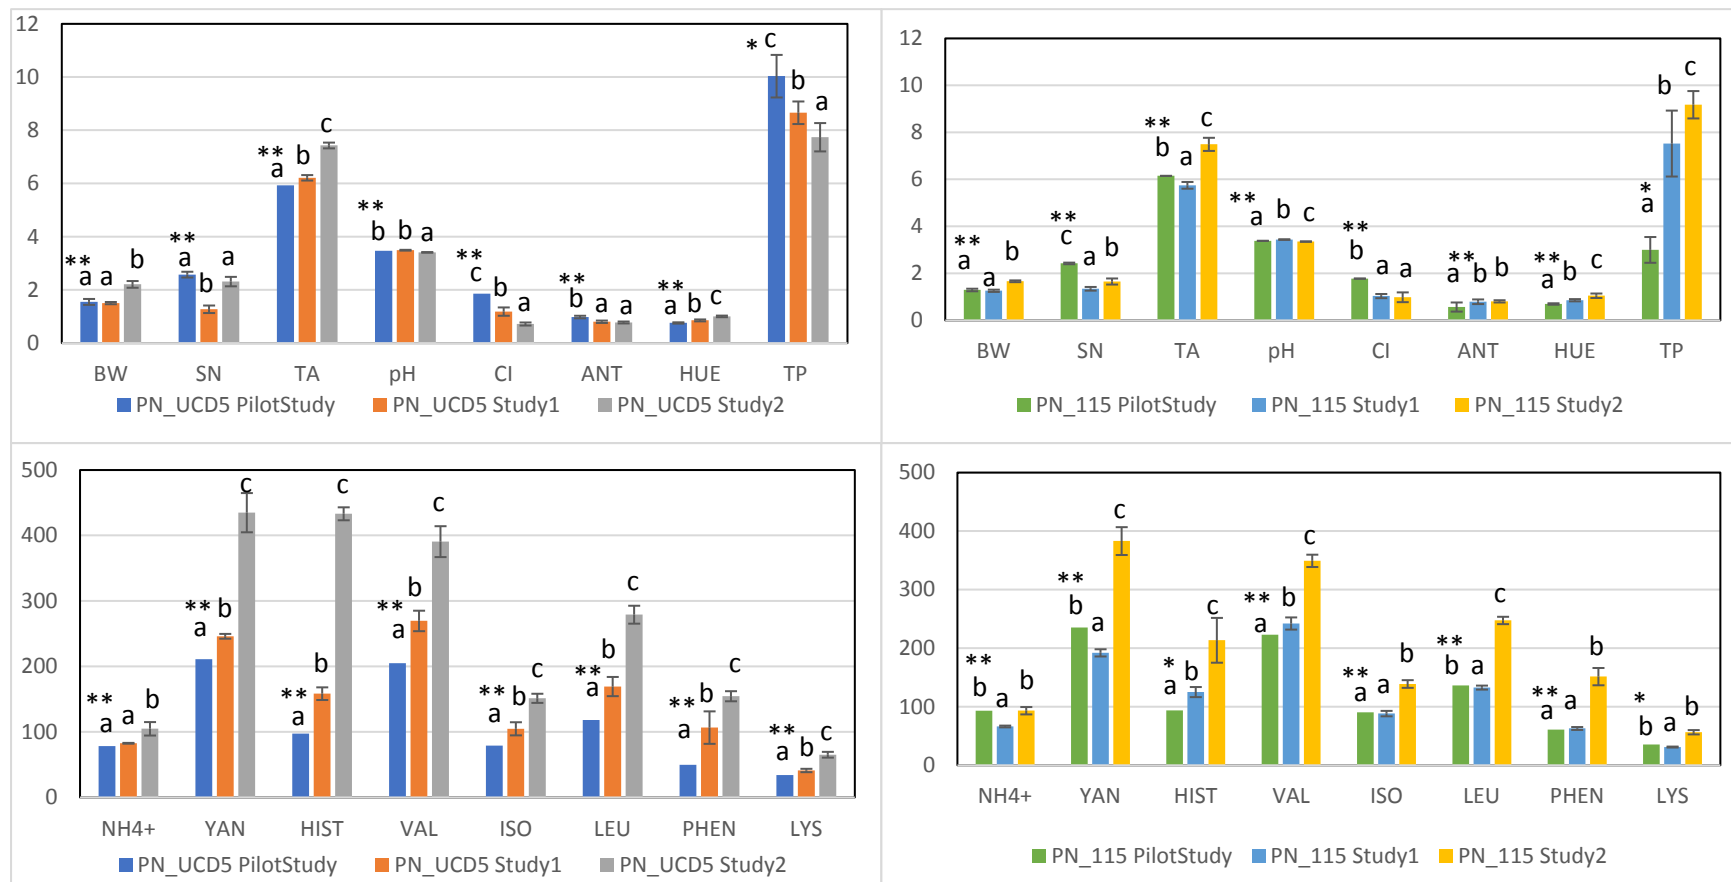 12
10
8
6
4
2
0
** a a b
** a b a
** a b c
** b b a
** c b a
** b a a
** a b c
* c b a
BW SN TA pH CI ANT HUE TP
PN_UCD5 PilotStudy PN_UCD5 Study1 PN_UCD5 Study2
12
10
8
6
4
2
0
** a a b
** c a b
** b a c
** a b c
** b a a
** a b b
** a b c
* a b c
BW SN TA pH CI ANT HUE TP
PN_115 PilotStudy PN_115 Study1 PN_115 Study2
500
400
300
200
100
0
** a a b
** a b c
** a b c
** a b c
** a b c
** a b c
** a b c
** a b c
NH4+ YAN HIST VAL ISO LEU PHEN LYS
PN_UCD5 PilotStudy PN_UCD5 Study1 PN_UCD5 Study2
500
400
300
200
100
0
** b a b
** b a c
* a b c
** a b c
** a a b
** b a c
** a a b
* b a b
NH4+ YAN HIST VAL ISO LEU PHEN LYS
PN_115 PilotStudy PN_115 Study1 PN_115 Study2